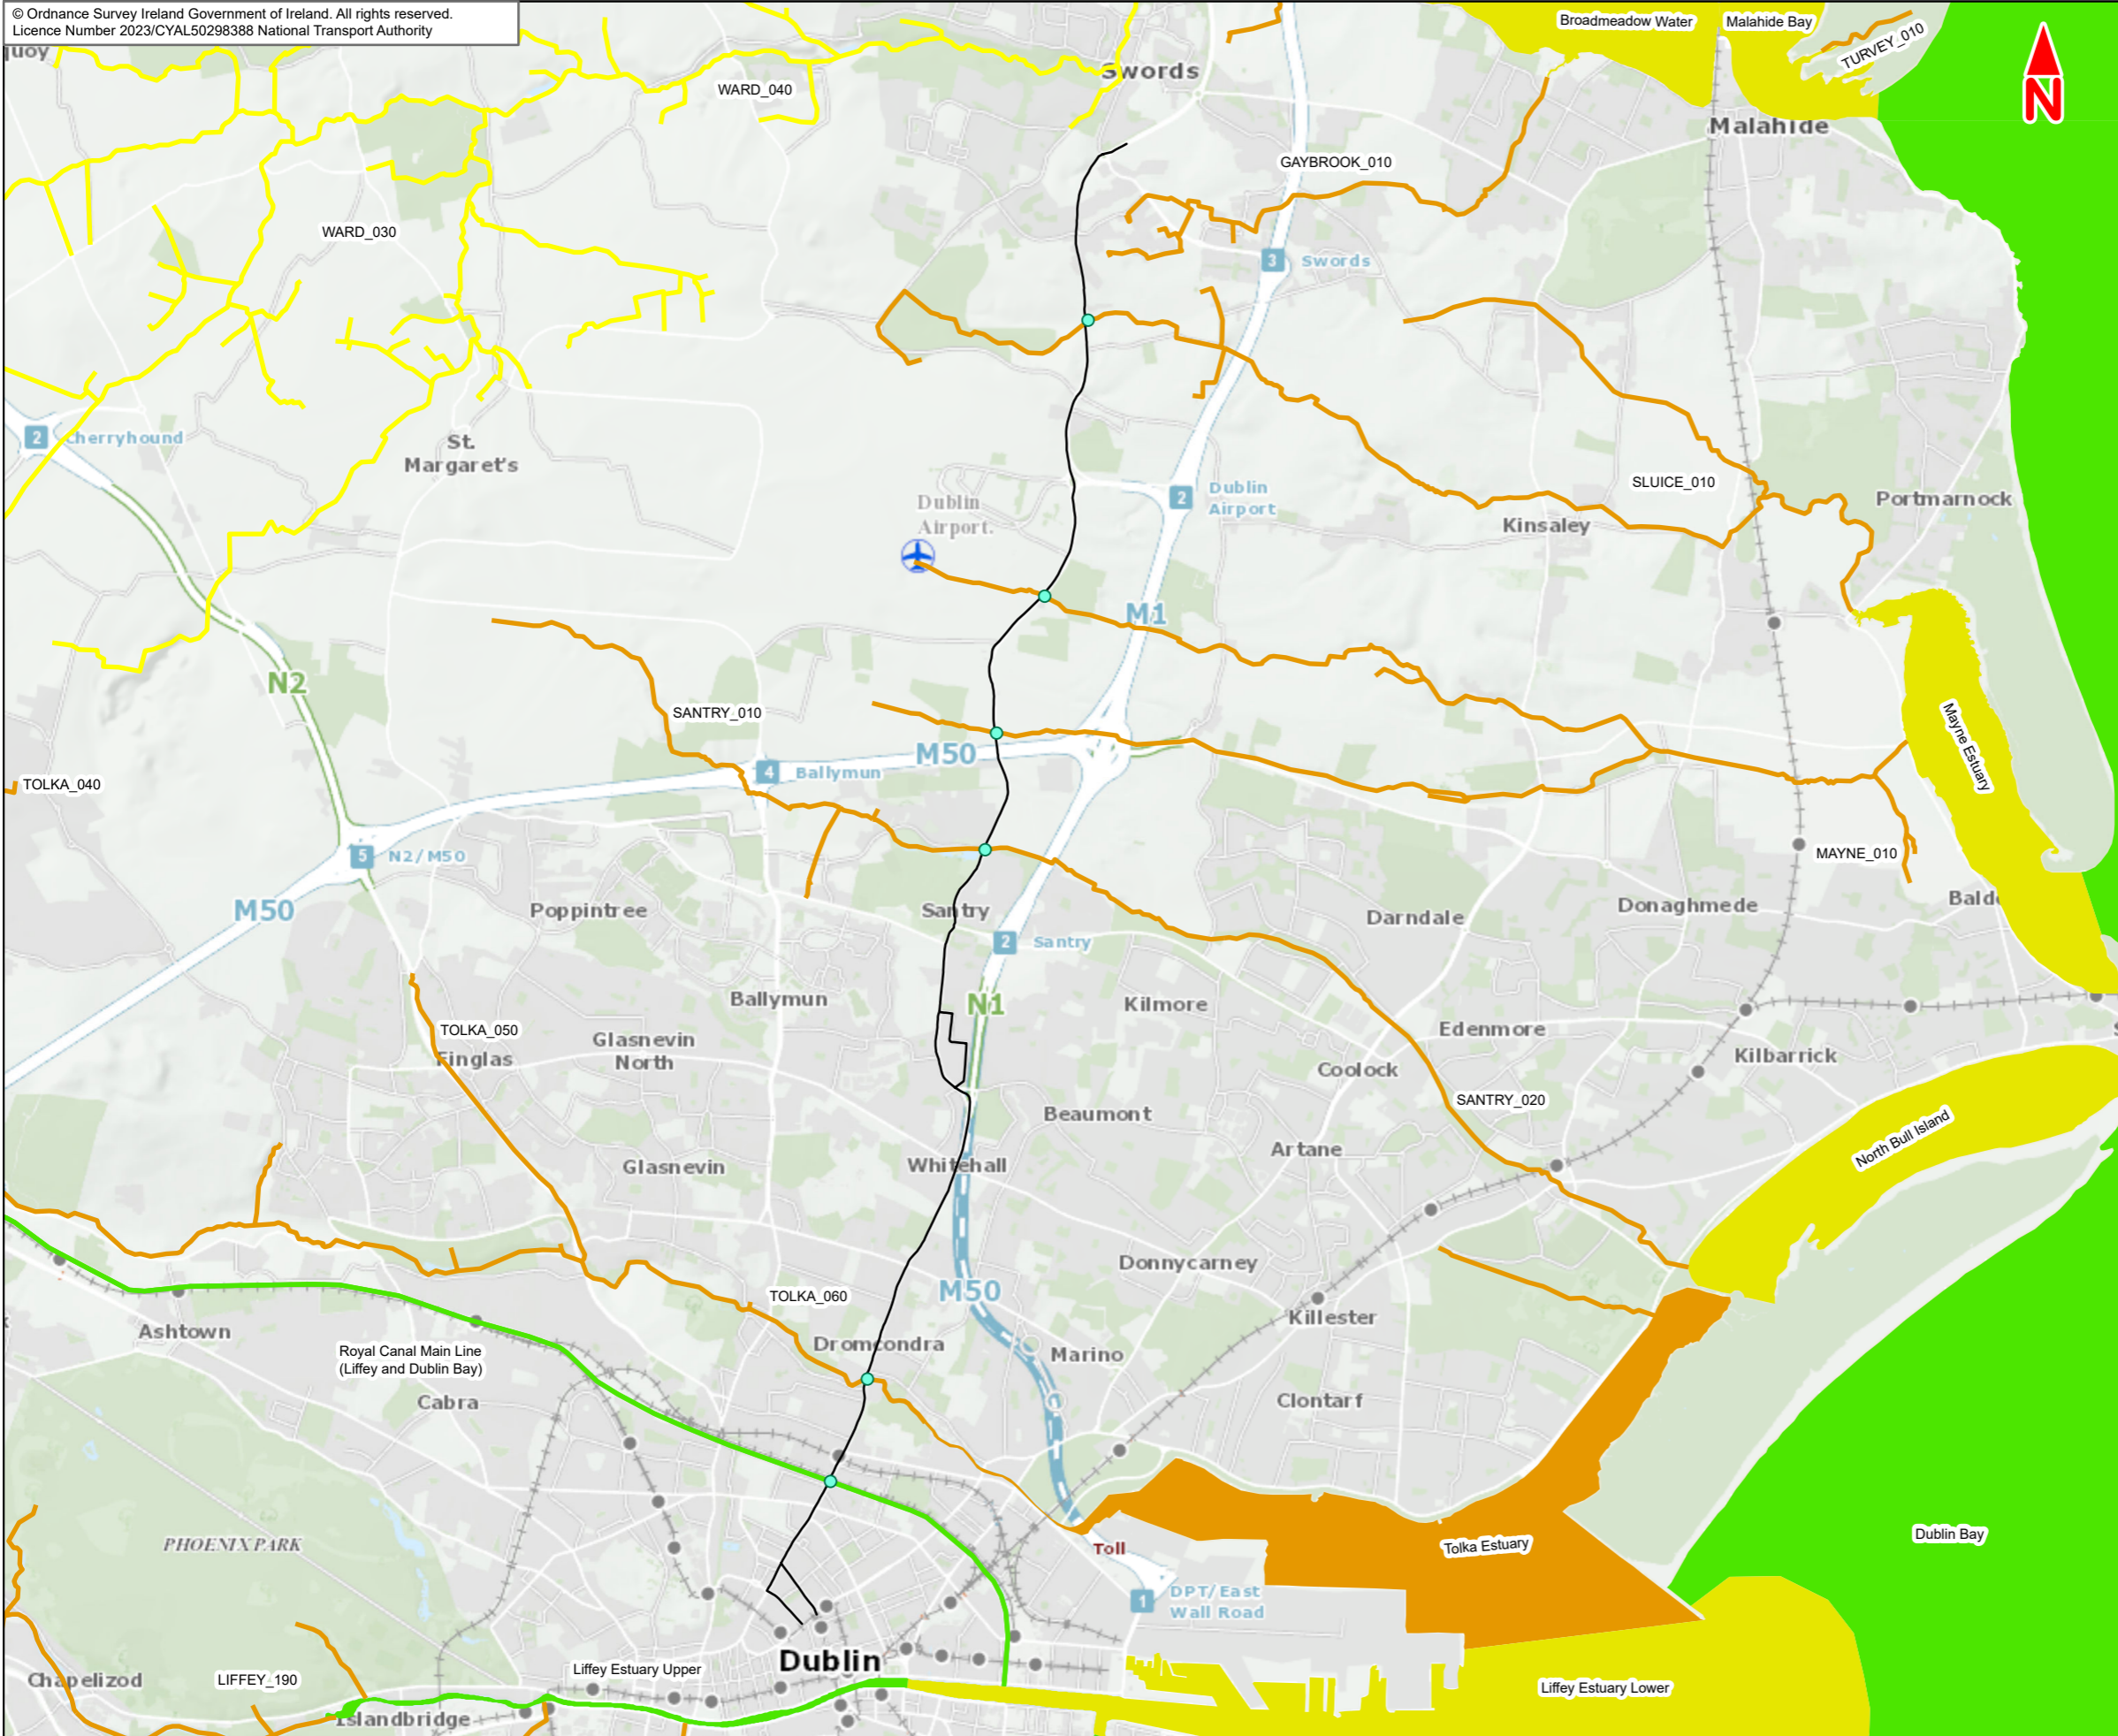 © Ordnance Survey Ireland Government of Ireland. All rights reserved.
Licence Number 2023/CYAL50298388 National Transport Authority
Broadmeadow Water
Malahide Bay
TURVEY_010
N
Swords
WARD_040
Malahide
GAYBROOK_010
WARD_030
3 Swords
2 Cherryhound
St.
Margaret's
SLUICE_010
Dublin
Airport.
2 Dublin
Airport
Portmarnock
Kinsaley
M1
N2
SANTRY_010
Mayne Estuary
M50
4 Ballymun
TOLKA_040
5 N2/M50
MAYNE_010
M50
Poppintree
Santry
Darndale
Donaghmede
2 Santry
Ballymun
N1
Kilmore
TOLKA_050
Glasnevin
North
Edenmore
Finglas
Kilbarrick
Coolock
SANTRY_020
Beaumont
North Bull Island
Artane
Glasnevin
Whitehall
Donnycarney
M50
TOLKA_060
Killester
Ashtown
Dromcondra
Marino
Royal Canal Main Line
(Liffey and Dublin Bay)
Cabra
Clontarf
PHOENIX PARK
Toll
Tolka Estuary
Dublin Bay
1 DPT/East
Wall Road
Dublin
Liffey Estuary Upper
Chapelizod
LIFFEY_190
Liffey Estuary Lower
Islandbridge